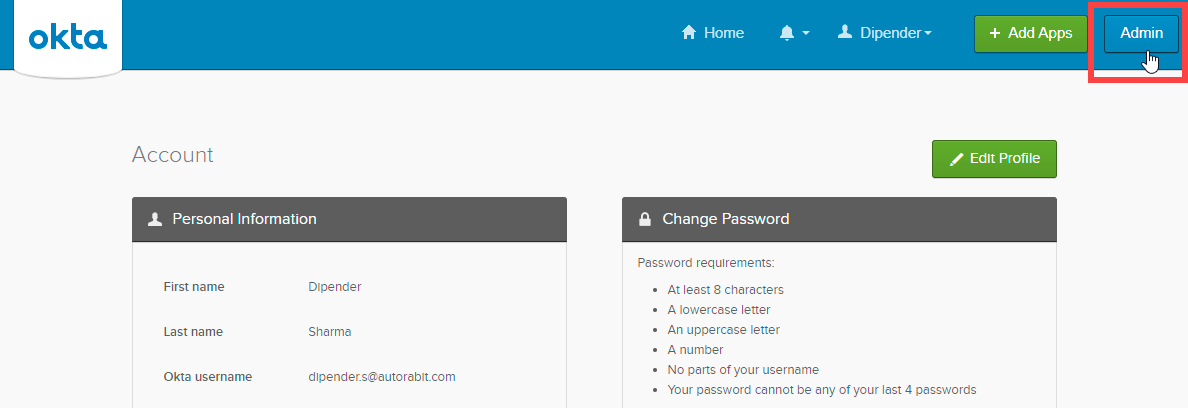 okta
Home
Dipender
+ Add Apps
Admin
Account
Edit Profile
Personal Information
First name Dipender
Last name Sharma
Okta username dipender.s@autorabit.com
Change Password
Password requirements:
• At least 8 characters
• A lowercase letter
• An uppercase letter
• A number
• No parts of your username
• Your password cannot be any of your last 4 passwords